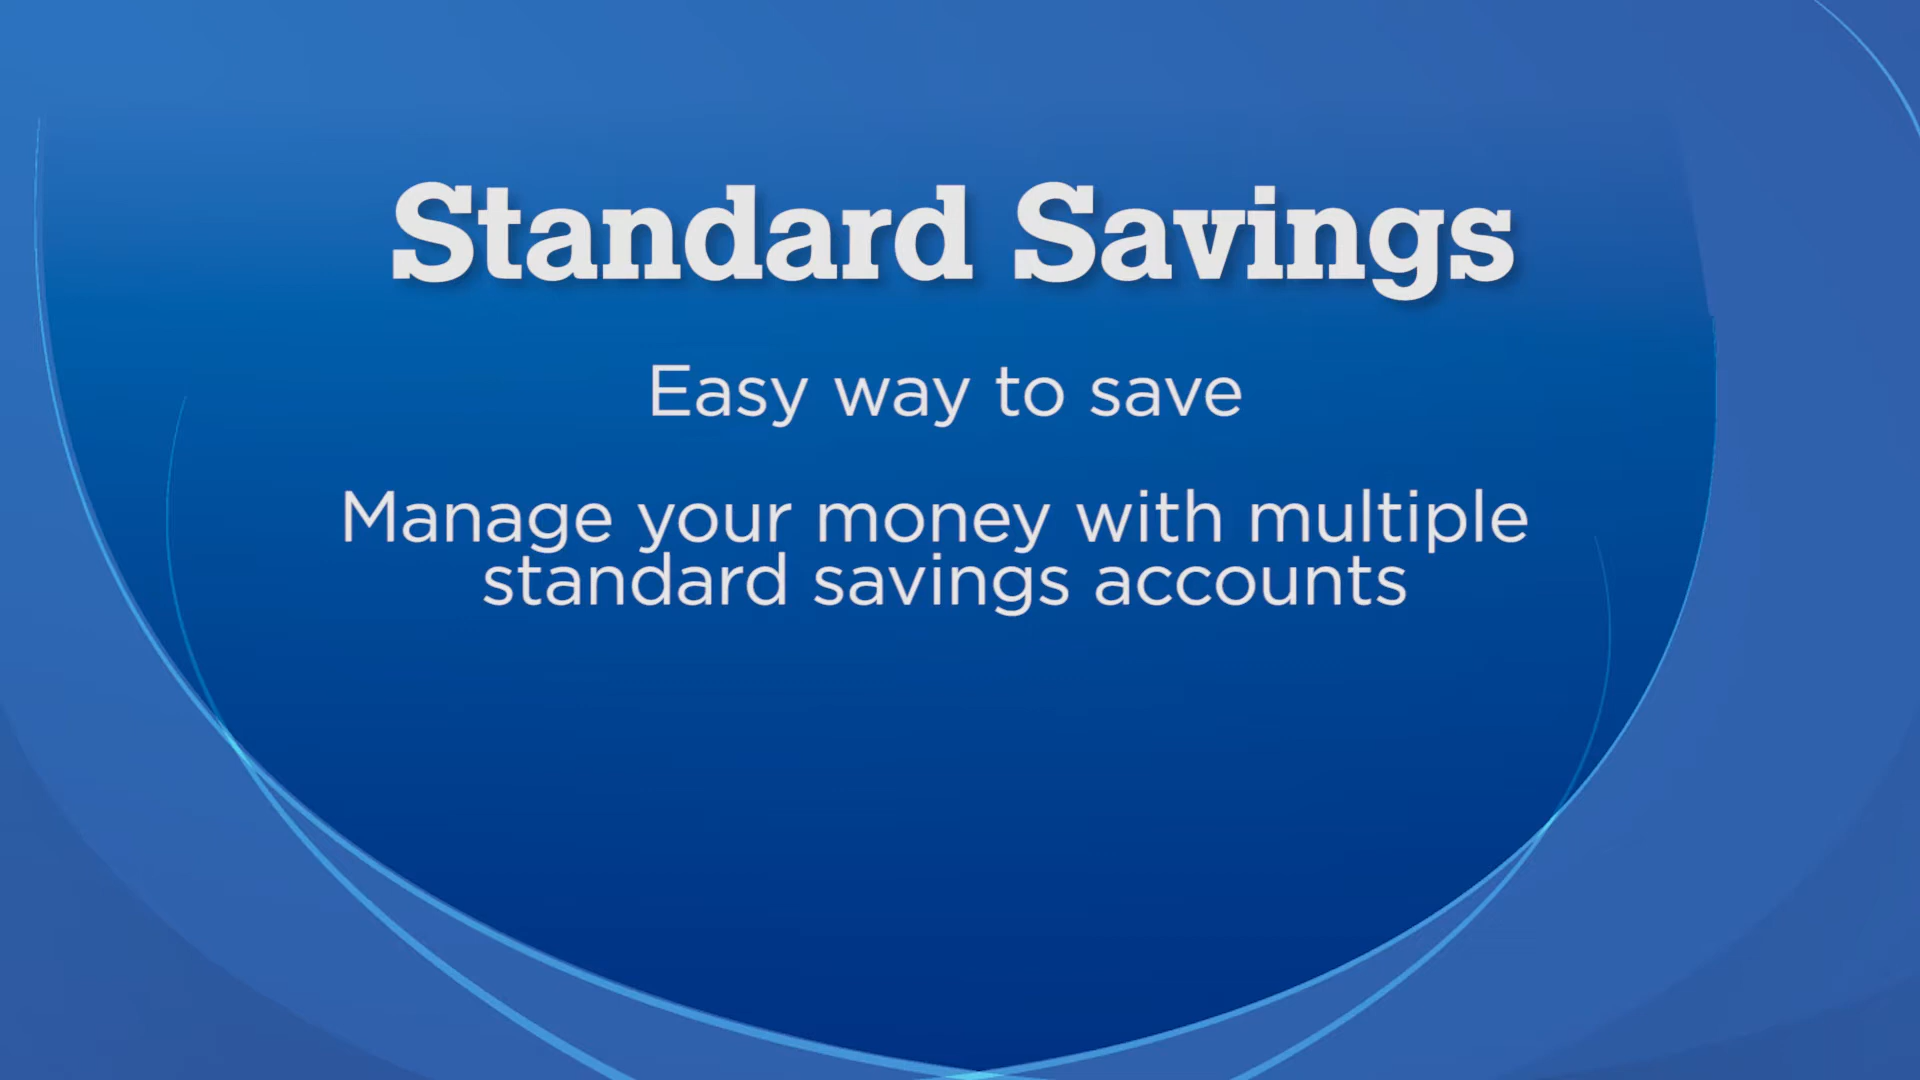 Standard Savings
Easy way to save
Manage your money with multiple
standard savings accounts